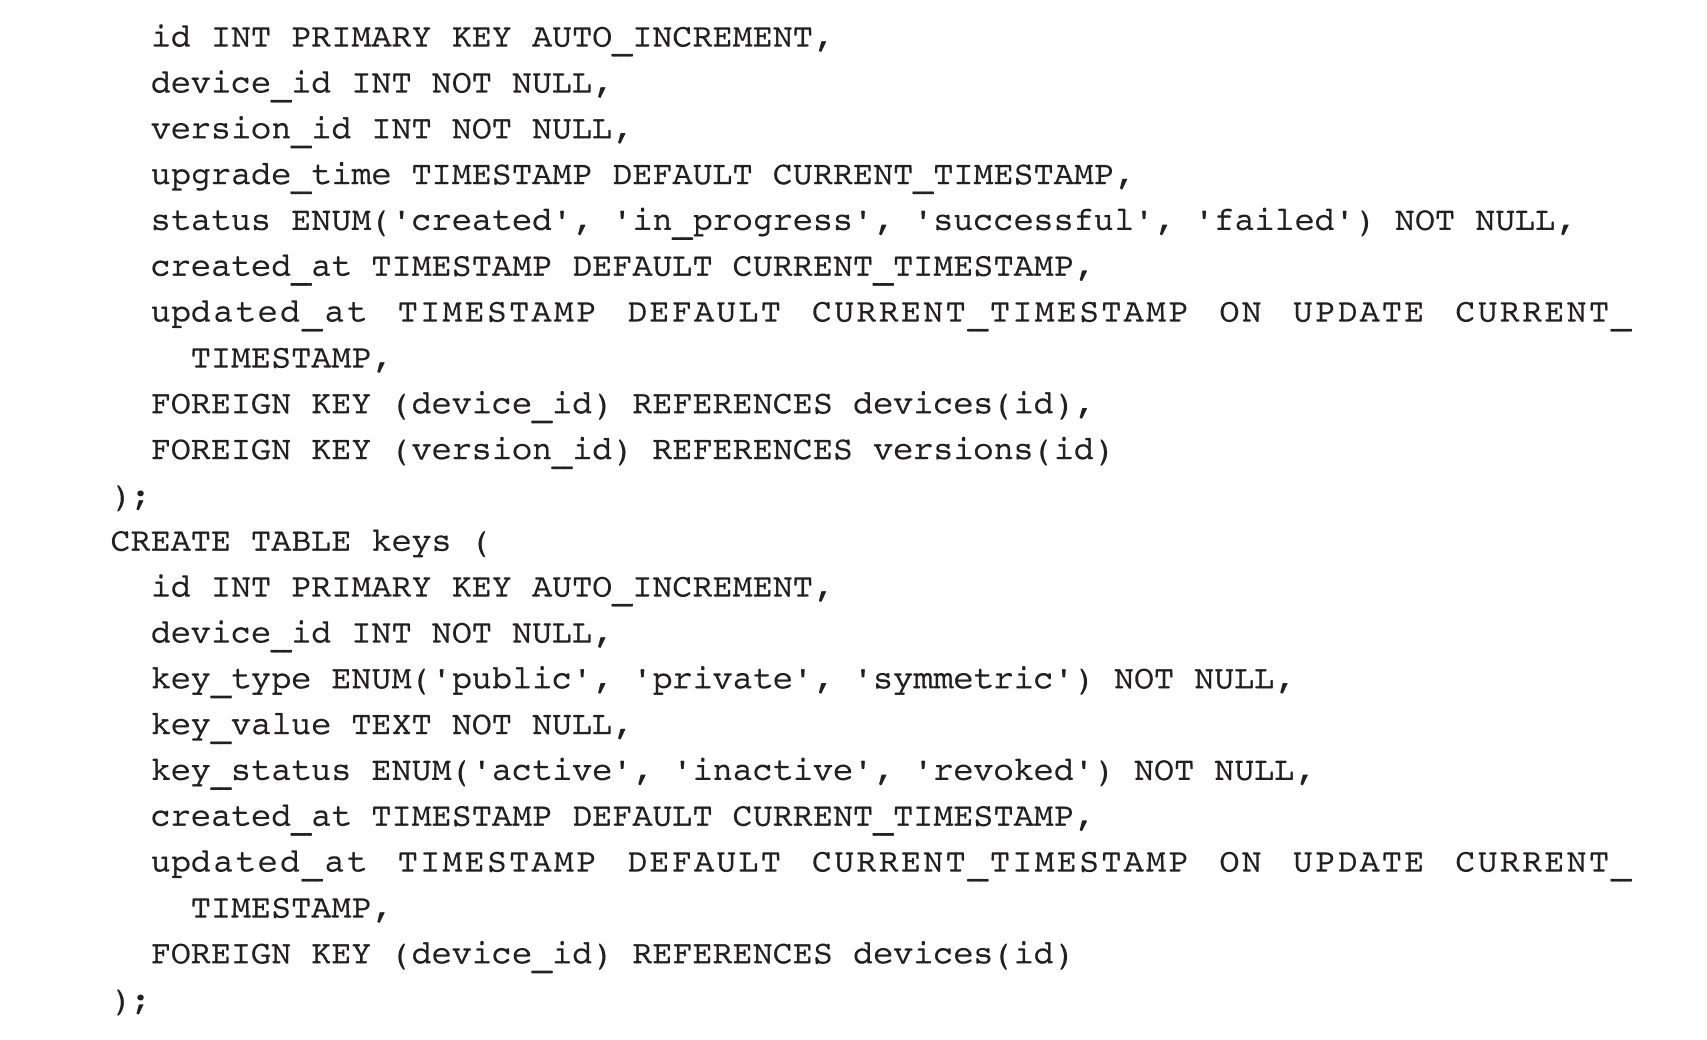 id INT PRIMARY KEY AUTO_INCREMENT,
device_id INT NOT NULL,
version_id INT NOT NULL,
upgrade_time TIMESTAMP DEFAULT CURRENT_TIMESTAMP,
status ENUM('created', 'in_progress', 'successful', 'failed') NOT NULL,
created_at TIMESTAMP DEFAULT CURRENT_TIMESTAMP,
updated_at TIMESTAMP DEFAULT CURRENT_TIMESTAMP ON UPDATE CURRENT_
TIMESTAMP,
FOREIGN KEY (device_id) REFERENCES devices(id),
FOREIGN KEY (version_id) REFERENCES versions(id)
);
CREATE TABLE keys (
id INT PRIMARY KEY AUTO_INCREMENT,
device_id INT NOT NULL,
key_type ENUM('public', 'private', 'symmetric') NOT NULL,
key_value TEXT NOT NULL,
key_status ENUM('active', 'inactive', 'revoked') NOT NULL,
created_at TIMESTAMP DEFAULT CURRENT_TIMESTAMP,
updated_at TIMESTAMP DEFAULT CURRENT_TIMESTAMP ON UPDATE CURRENT_
TIMESTAMP,
FOREIGN KEY (device_id) REFERENCES devices(id)
);